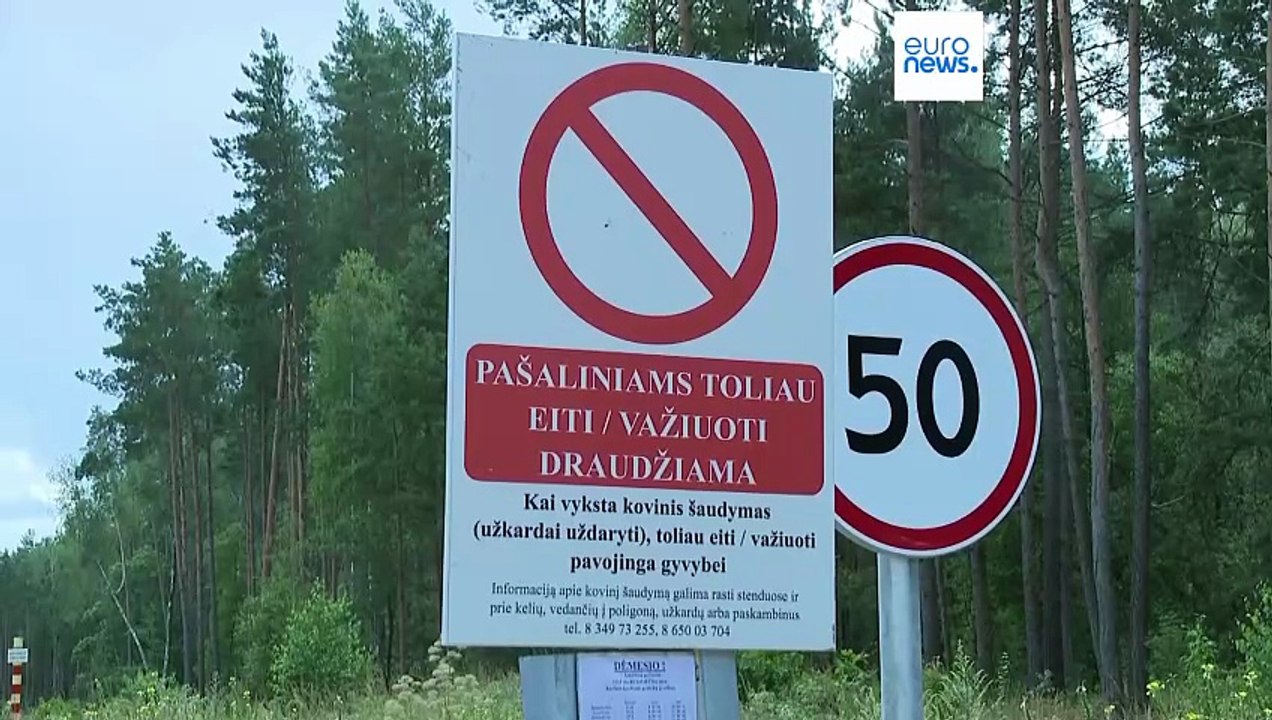 euro
news.
PAŠALINIAMS TOLIAU
EITI / VAŽIUOTI
DRAUDŽIAMA
Kai vyksta kovinis šaudymas
(užkardai uždaryti), toliau eiti / važiuoti
pavojinga gyvybei
Informaciją apie kovinį šaudymą galima rasti stenduose ir
prie kelių, vedančių į poligoną, užkardų arba paskambinus
tel. 8 349 73 255, 8 650 03 704
50
DĖMESIO !